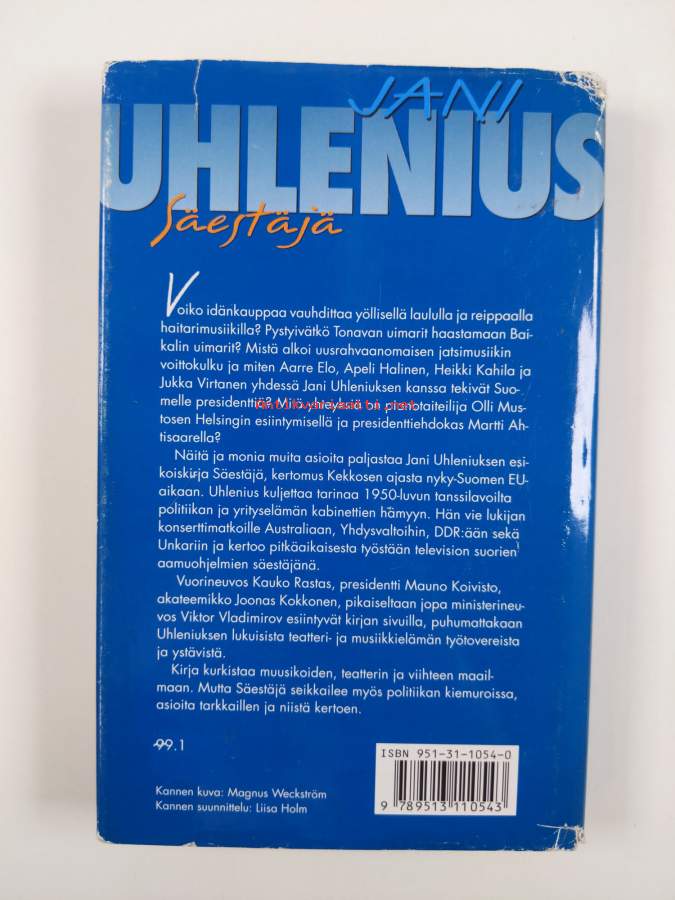 JANI
UHLENIUS
Säestäjä
Voiko idänkauppaa vauhdittaa yöllisellä laululla ja reippaalla
haitarimusiikilla? Pystyivätkö Tonavan uimarit haastamaan Bai-
kalin uimarit? Mistä alkoi uusrahvaanomaisen jatsimusiikin
voittokulku ja miten Aarre Elo, Apeli Halinen, Heikki Kahila ja
Jukka Virtanen yhdessä Jani Uhleniuksen kanssa tekivät Suo-
melle presidenttiä? Mitä yhteyksiä on pianotaiteilija Olli Mus-
tosen Helsingin esiintymisellä ja presidenttiehdokas Martti Ah-
tisaarella?
Näitä ja monia muita asioita paljastaa Jani Uhleniuksen esi-
koiskirja Säestäjä, kertomus Kekkosen ajasta nyky-Suomen EU-
aikaan. Uhlenius kuljettaa tarinaa 1950-luvun tanssilavoilta
politiikan ja yrityselämän kabinettien hämyyn. Hän vie lukijan
konserttimatkoille Australiaan, Yhdysvaltoihin, DDR:ään sekä
Unkariin ja kertoo pitkäaikaisesta työstään television suorien
aamuohjelmien säestäjänä.
Vuorineuvos Kauko Rastas, presidentti Mauno Koivisto,
akateemikko Joonas Kokkonen, pikaiseltaan jopa ministerineu-
vos Viktor Vladimirov esiintyvät kirjan sivuilla, puhumattakaan
Uhleniuksen lukuisista teatteri- ja musiikkielämän työtovereista
ja ystävistä.
Kirja kurkistaa muusikoiden, teatterin ja viihteen maail-
maan. Mutta Säestäjä seikkailee myös politiikan kiemuroissa,
asioita tarkkaillen ja niistä kertoen.
99.1
ISBN 951-31-1054-0
9 789513 110543
Kannen kuva: Magnus Weckström
Kannen suunnittelu: Liisa Holm